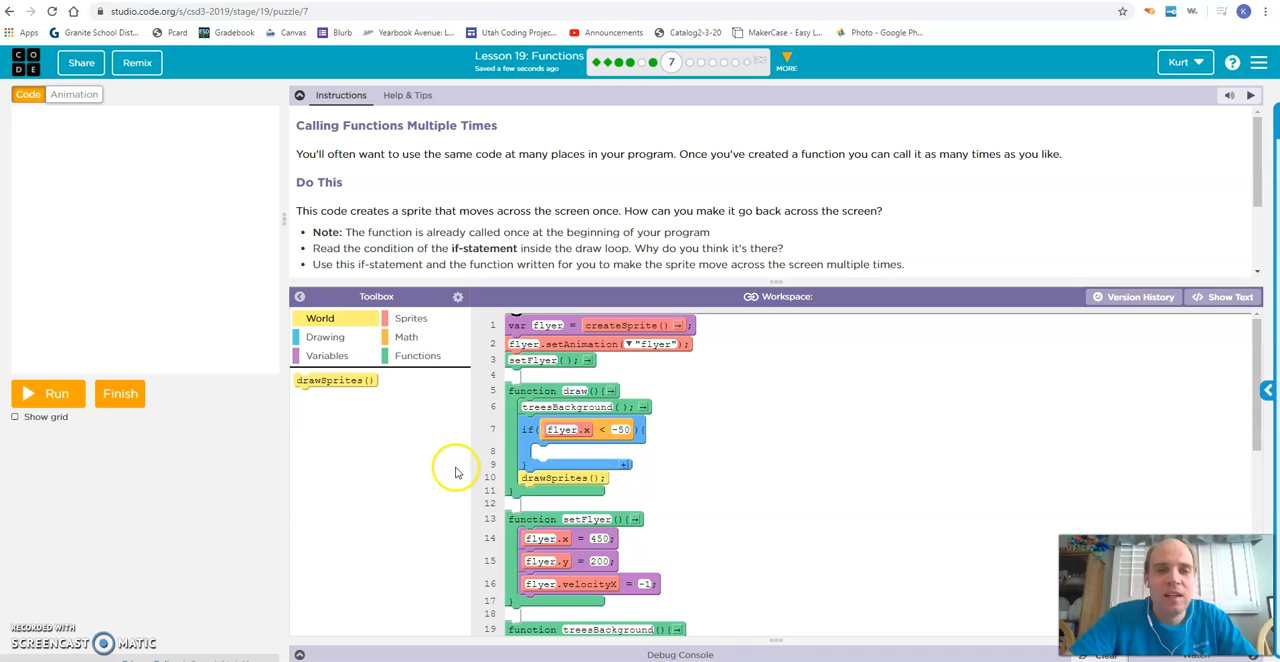 studio.code.org/s/csd3-2019/stage/19/puzzle/7
K
Apps Granite School Dist... Pcard Gradebook Canvas Blurb Yearbook Avenue: L... Utah Coding Projec... Announcements Catalog2-3-20 MakerCase - Easy L... Photo - Google Ph...
C O D E
Share
Remix
Lesson 19: Functions
Saved a few seconds ago
7
MORE
Kurt
?
Code
Animation
Instructions
Help & Tips
Calling Functions Multiple Times
You'll often want to use the same code at many places in your program. Once you've created a function you can call it as many times as you like.
Do This
This code creates a sprite that moves across the screen once. How can you make it go back across the screen?
• Note: The function is already called once at the beginning of your program
• Read the condition of the if-statement inside the draw loop. Why do you think it's there?
• Use this if-statement and the function written for you to make the sprite move across the screen multiple times.
Toolbox
Workspace:
Version History
</> Show Text
World
Sprites
Drawing
Math
Variables
Functions
drawSprites()
Run
Finish
Show grid
1 var flyer = createSprite() → ;
2 flyer.setAnimation( ▼ "flyer");
3 setFlyer ( ); →
4
5 function draw(){ →
6 treesBackground ( ); →
7 if( flyer.x < -50 ){
8
9 } +
10 drawSprites();
11 }
12
13 function setFlyer(){ →
14 flyer.x = 450;
15 flyer.y = 200;
16 flyer.velocityX = -1;
17 }
18
19 function treesBackground(){ →
RECORDED WITH
SCREENCAST MATIC
Debug Console
Clear